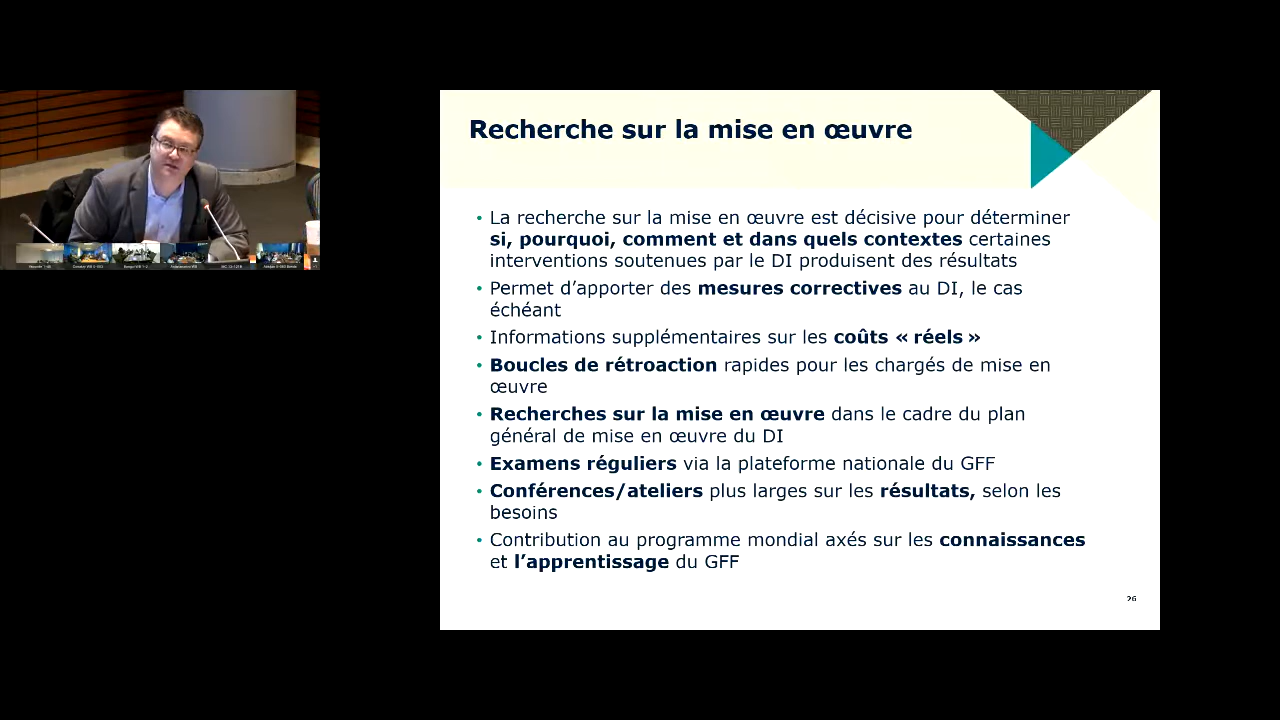 Recherche sur la mise en œuvre
• La recherche sur la mise en œuvre est décisive pour déterminer
si, pourquoi, comment et dans quels contextes certaines
interventions soutenues par le DI produisent des résultats
• Permet d’apporter des mesures correctives au DI, le cas
échéant
• Informations supplémentaires sur les coûts « réels »
• Boucles de rétroaction rapides pour les chargés de mise en
œuvre
• Recherches sur la mise en œuvre dans le cadre du plan
général de mise en œuvre du DI
• Examens réguliers via la plateforme nationale du GFF
• Conférences/ateliers plus larges sur les résultats, selon les
besoins
• Contribution au programme mondial axés sur les connaissances
et l’apprentissage du GFF
26